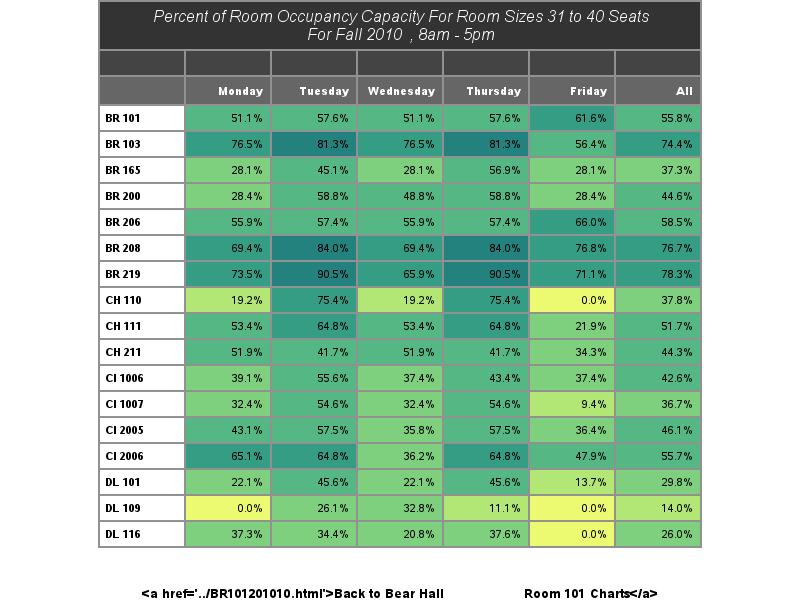 Percent of Room Occupancy Capacity For Room Sizes 31 to 40 Seats
For Fall 2010 , 8am - 5pm
Monday Tuesday Wednesday Thursday Friday All
BR 101 51.1% 57.6% 51.1% 57.6% 61.6% 55.8%
BR 103 76.5% 81.3% 76.5% 81.3% 56.4% 74.4%
BR 165 28.1% 45.1% 28.1% 56.9% 28.1% 37.3%
BR 200 28.4% 58.8% 48.8% 58.8% 28.4% 44.6%
BR 206 55.9% 57.4% 55.9% 57.4% 66.0% 58.5%
BR 208 69.4% 84.0% 69.4% 84.0% 76.8% 76.7%
BR 219 73.5% 90.5% 65.9% 90.5% 71.1% 78.3%
CH 110 19.2% 75.4% 19.2% 75.4% 0.0% 37.8%
CH 111 53.4% 64.8% 53.4% 64.8% 21.9% 51.7%
CH 211 51.9% 41.7% 51.9% 41.7% 34.3% 44.3%
CI 1006 39.1% 55.6% 37.4% 43.4% 37.4% 42.6%
CI 1007 32.4% 54.6% 32.4% 54.6% 9.4% 36.7%
CI 2005 43.1% 57.5% 35.8% 57.5% 36.4% 46.1%
CI 2006 65.1% 64.8% 36.2% 64.8% 47.9% 55.7%
DL 101 22.1% 45.6% 22.1% 45.6% 13.7% 29.8%
DL 109 0.0% 26.1% 32.8% 11.1% 0.0% 14.0%
DL 116 37.3% 34.4% 20.8% 37.6% 0.0% 26.0%
<a href='../BR101201010.html'>Back to Bear Hall Room 101 Charts</a>